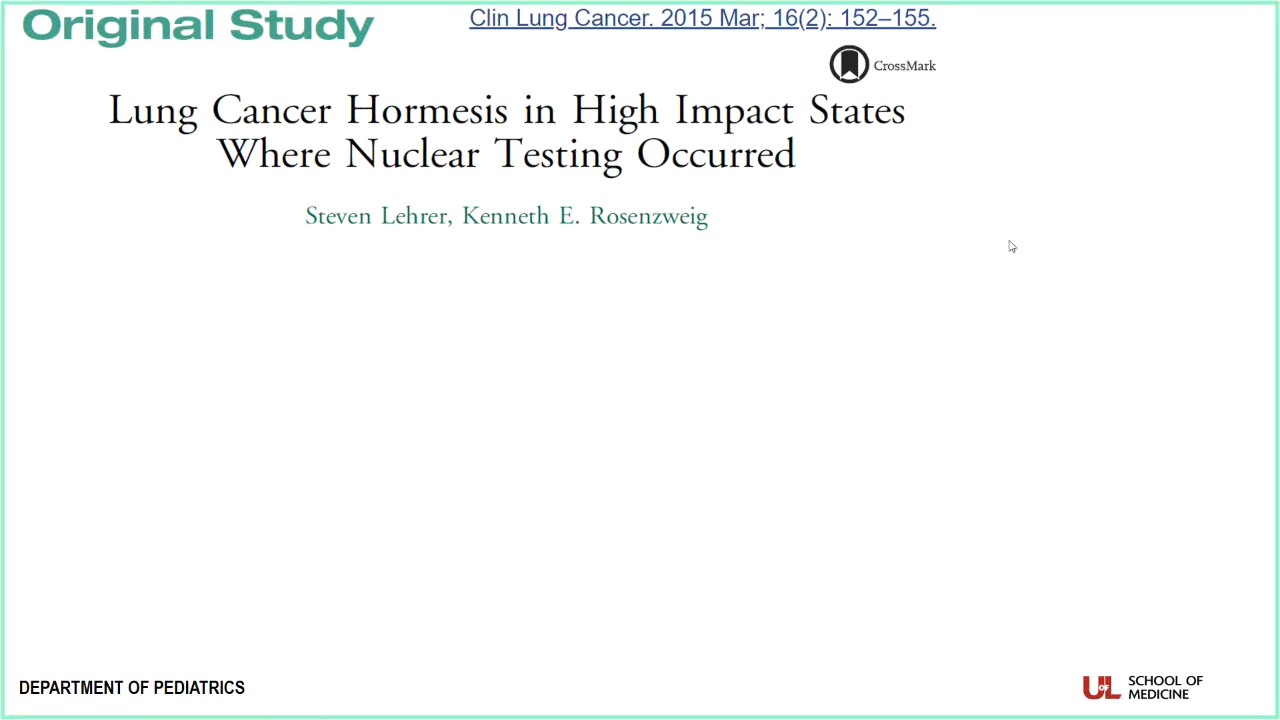 Original Study
Clin Lung Cancer. 2015 Mar; 16(2): 152–155.
CrossMark
Lung Cancer Hormesis in High Impact States
Where Nuclear Testing Occurred
Steven Lehrer, Kenneth E. Rosenzweig
DEPARTMENT OF PEDIATRICS
UofL
SCHOOL OF
MEDICINE